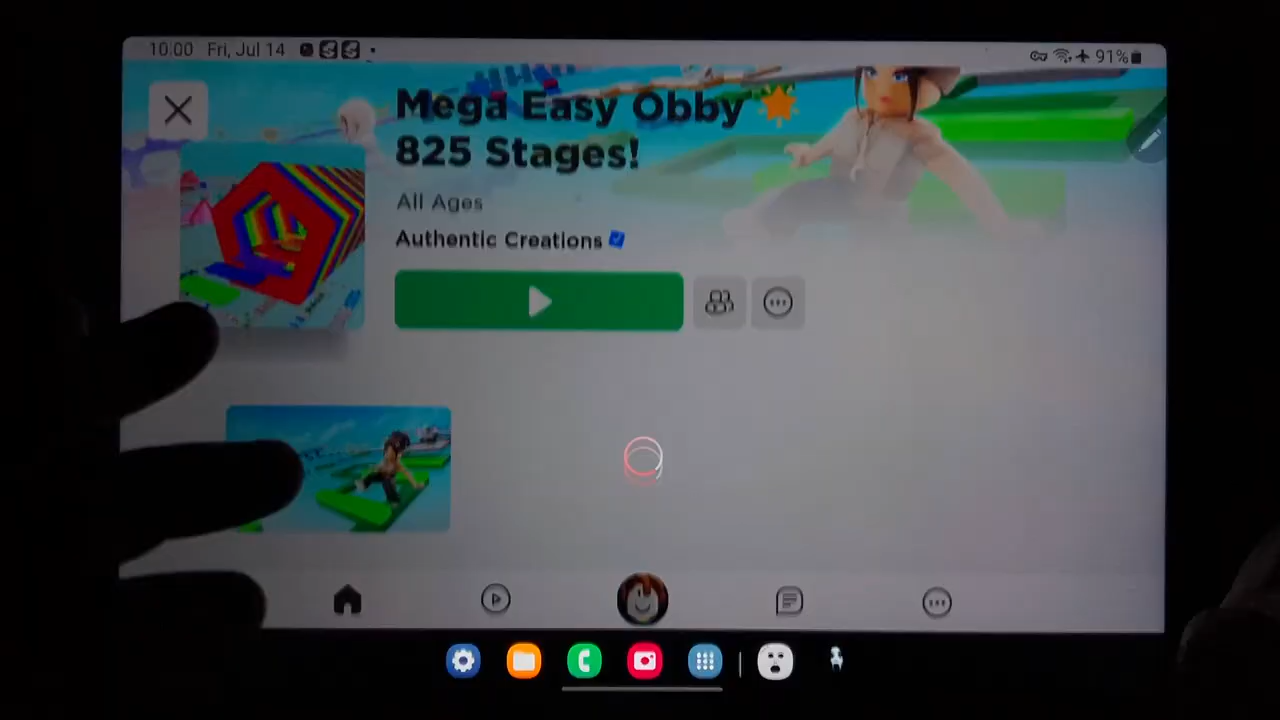 10:00 Fri, Jul 14
91%
Mega Easy Obby
825 Stages!
All Ages
Authentic Creations